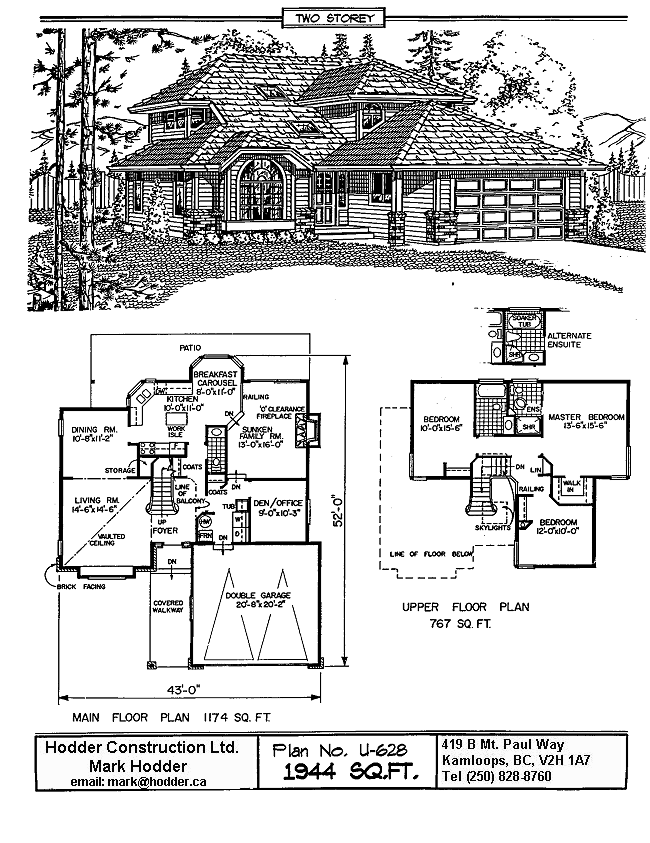 TWO STOREY
SOAKER
TUB
SHR
ALTERNATE
ENSUITE
PATIO
BREAKFAST
CAROUSEL
8'-0"x11'-0"
RAILING
DW
KITCHEN
10'-0"x11'-0"
DN
'O' CLEARANCE
FIREPLACE
WORK
ISLE
SUNKEN
FAMILY RM.
13'-0"x16'-0"
DINING RM.
10'-8"x11'-2"
STORAGE
COATS
LINE
OF
BALCONY
COATS
DN
LIVING RM.
14'-6"x14'-6"
UP
FOYER
VAULTED
CEILING
TUB
W
D
HW
FRN
DN
DEN/OFFICE
9'-0"x10'-3"
52'-0"
DN
BRICK FACING
COVERED
WALKWAY
DOUBLE GARAGE
20'-8"x20'-2"
43'-0"
MAIN FLOOR PLAN 1174 SQ. FT.
BEDROOM
10'-0"x15'-6"
ENS.
SHR
MASTER BEDROOM
13'-6"x15'-6"
DN
LIN
WALK
IN
RAILING
SKYLIGHTS
BEDROOM
12'-0"x10'-0"
LINE OF FLOOR BELOW
UPPER FLOOR PLAN
767 SQ. FT.
Hodder Construction Ltd.
Mark Hodder
email: mark@hodder.ca
Plan No. U-628
1944 SQ.FT.
419 B Mt. Paul Way
Kamloops, BC, V2H 1A7
Tel (250) 828-8760